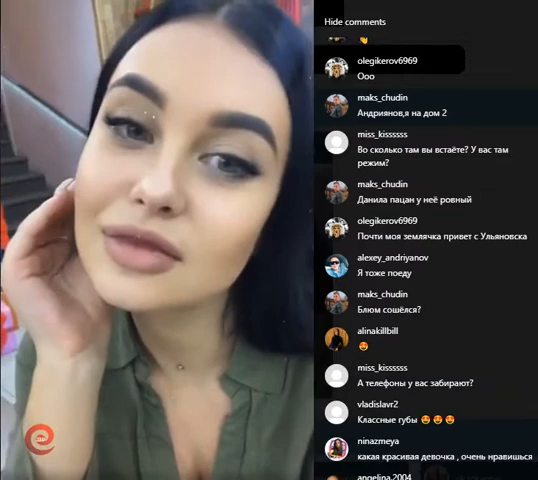 Hide comments
olegikerov6969
Ооо
maks_chudin
Андриянов,я на дом 2
miss_kissssss
Во сколько там вы встаёте? У вас там
режим?
maks_chudin
Данила пацан у неё ровный
olegikerov6969
Почти моя землячка привет с Ульяновска
alexey_andriyanov
Я тоже поеду
maks_chudin
Блюм сошёлся?
alinakillbill
😍
miss_kissssss
А телефоны у вас забирают?
vladislavr2
Классные губы 😍😍😍
ninazmeya
какая красивая девочка , очень нравишься
angelina.2004